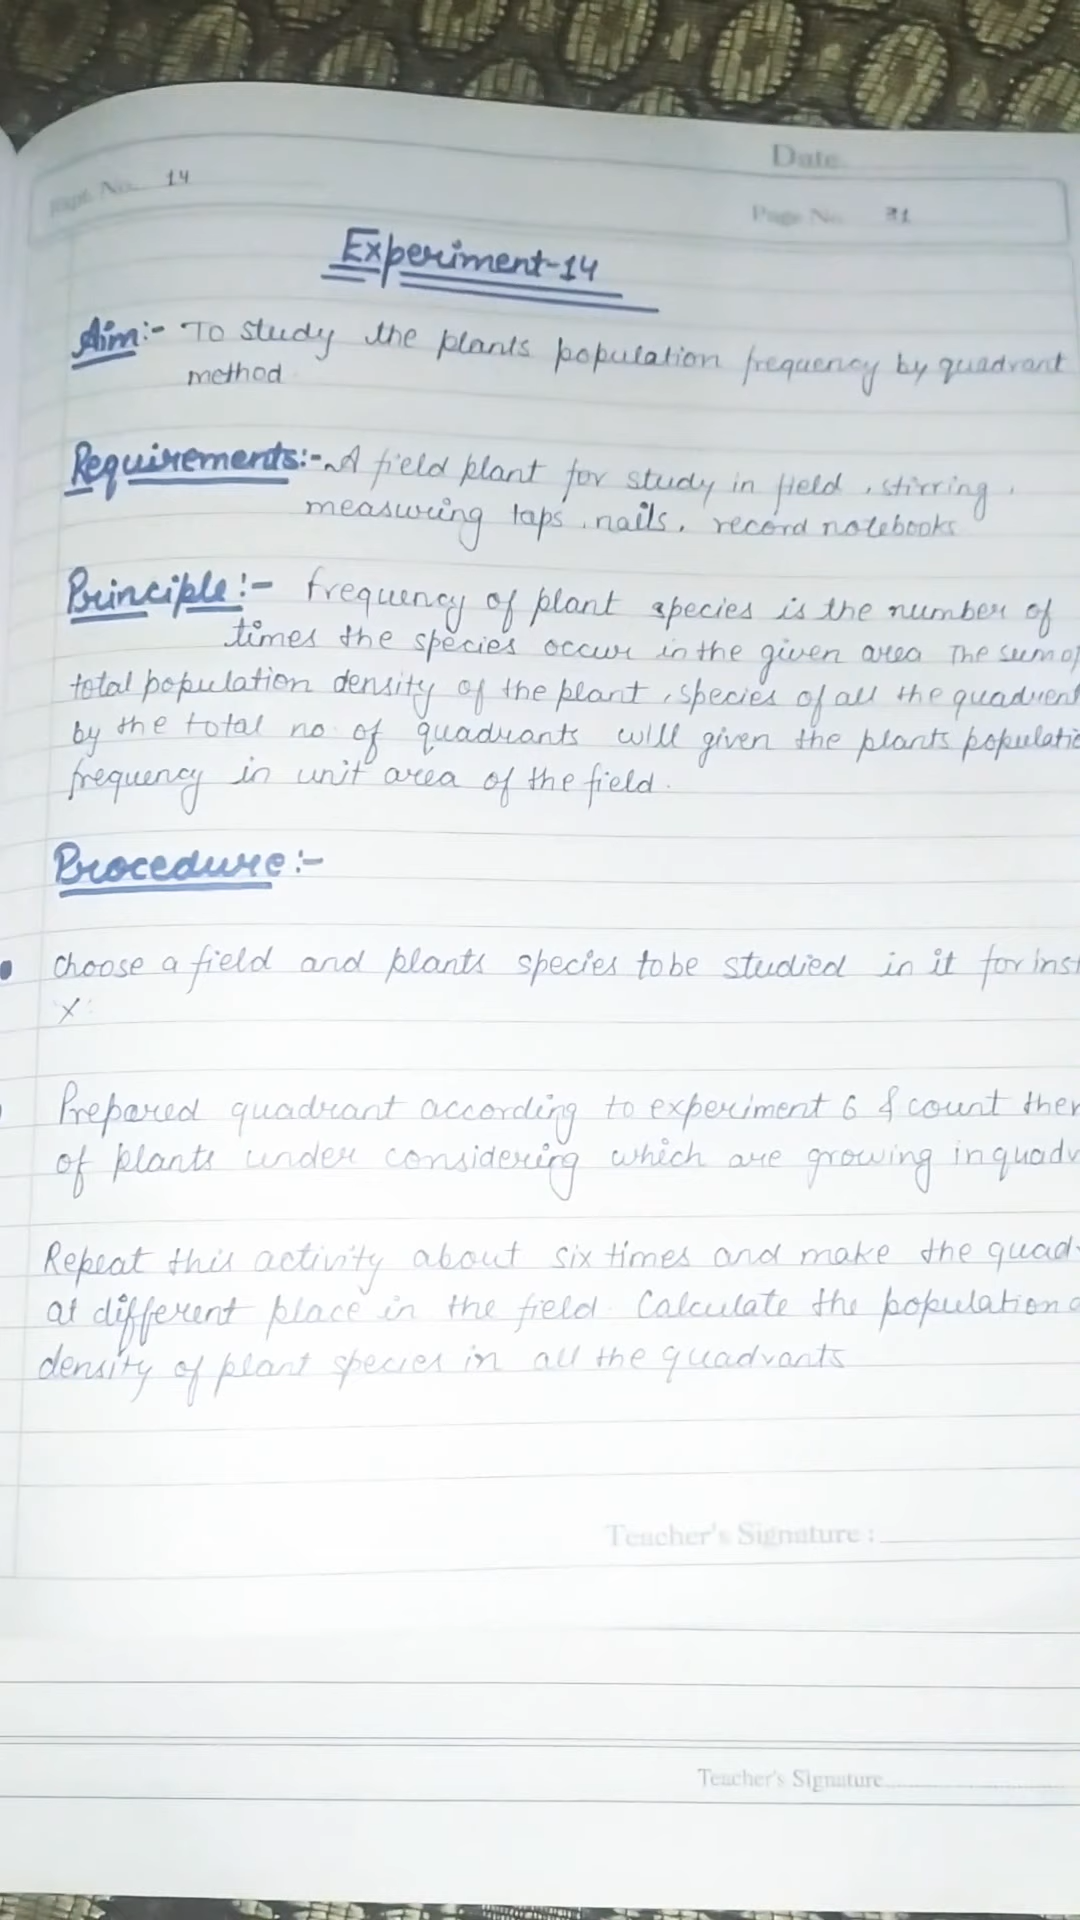 Date
Expt. No. 14
Page No. 31
Experiment-14
Aim:- To study the plants population frequency by quadrant
method
Requirements:- A field plant for study in field, stirring,
measuring taps, nails, record notebooks
Principle:- frequency of plant species is the number of
times the species occur in the given area The sum of
total population density of the plant, species of all the quadrent
by the total no. of quadrants will given the plants populatio
frequency in unit area of the field.
Procedure:-
• choose a field and plants species tobe studied in it for inst
X.
Prepared quadrant according to experiment 6 & count the
of plants under considering which are growing in quadr
Repeat this activity about six times and make the quad
at different place in the field. Calculate the population
density of plant species in all the quadrants
Teacher's Signature :
Teacher's Signature